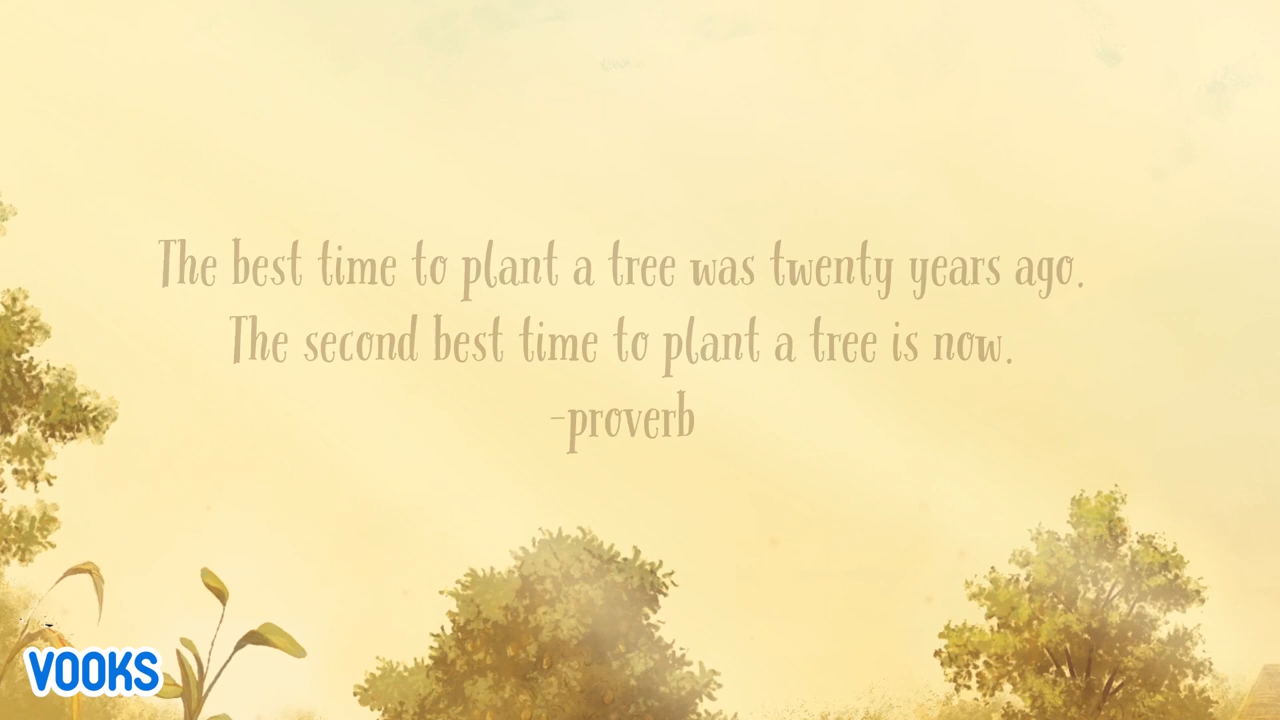 The best time to plant a tree was twenty years ago.
The second best time to plant a tree is now.
-proverb
VOOKS